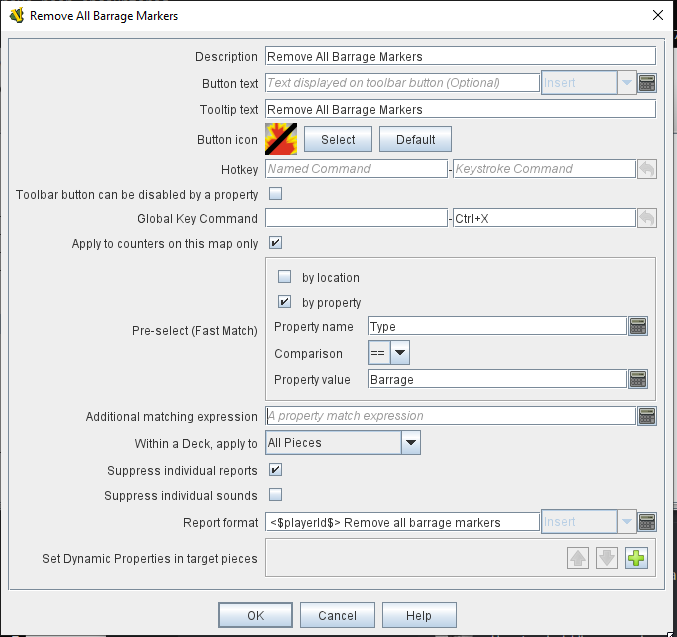 Remove All Barrage Markers
Description Remove All Barrage Markers
Button text Text displayed on toolbar button (Optional) Insert
Tooltip text Remove All Barrage Markers
Button icon Select Default
Hotkey Named Command - Keystroke Command
Toolbar button can be disabled by a property
Global Key Command - Ctrl+X
Apply to counters on this map only
by location
by property
Pre-select (Fast Match)
Property name Type
Comparison ==
Property value Barrage
Additional matching expression A property match expression
Within a Deck, apply to All Pieces
Suppress individual reports
Suppress individual sounds
Report format <$playerId$> Remove all barrage markers Insert
Set Dynamic Properties in target pieces
OK Cancel Help